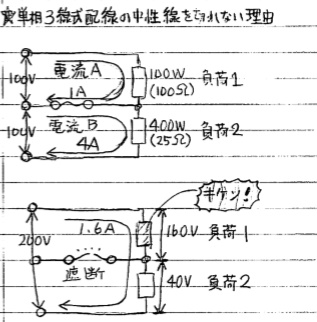 単相3線式配線の中性線を切れない理由
電流A
100V
1A
100W
(100Ω)
負荷1
電流B
100V
4A
400W
(25Ω)
負荷2
キケン!
1.6A
200V
160V 負荷1
遮断
40V 負荷2